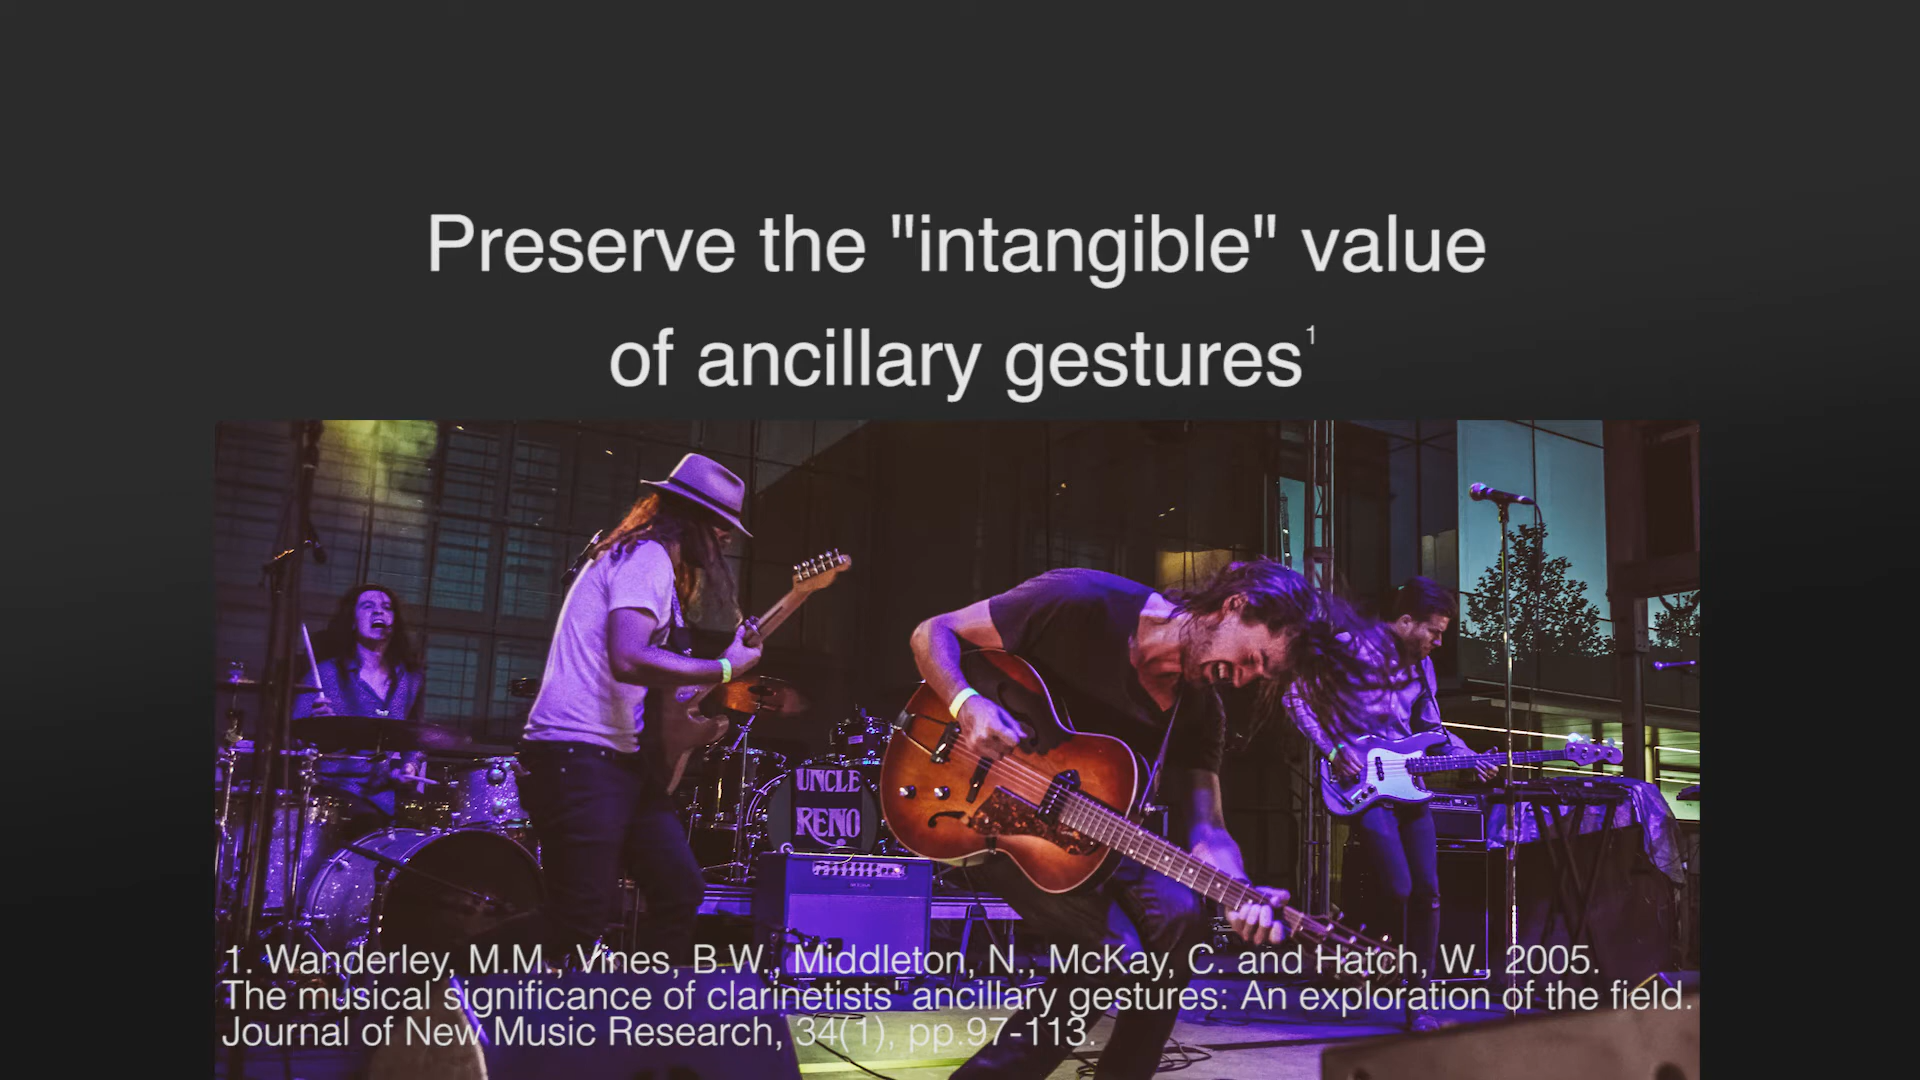 Preserve the "intangible" value
of ancillary gestures¹
UNCLE
RENO
1. Wanderley, M.M., Vines, B.W., Middleton, N., McKay, C. and Hatch, W., 2005.
The musical significance of clarinetists' ancillary gestures: An exploration of the field.
Journal of New Music Research, 34(1), pp.97-113.